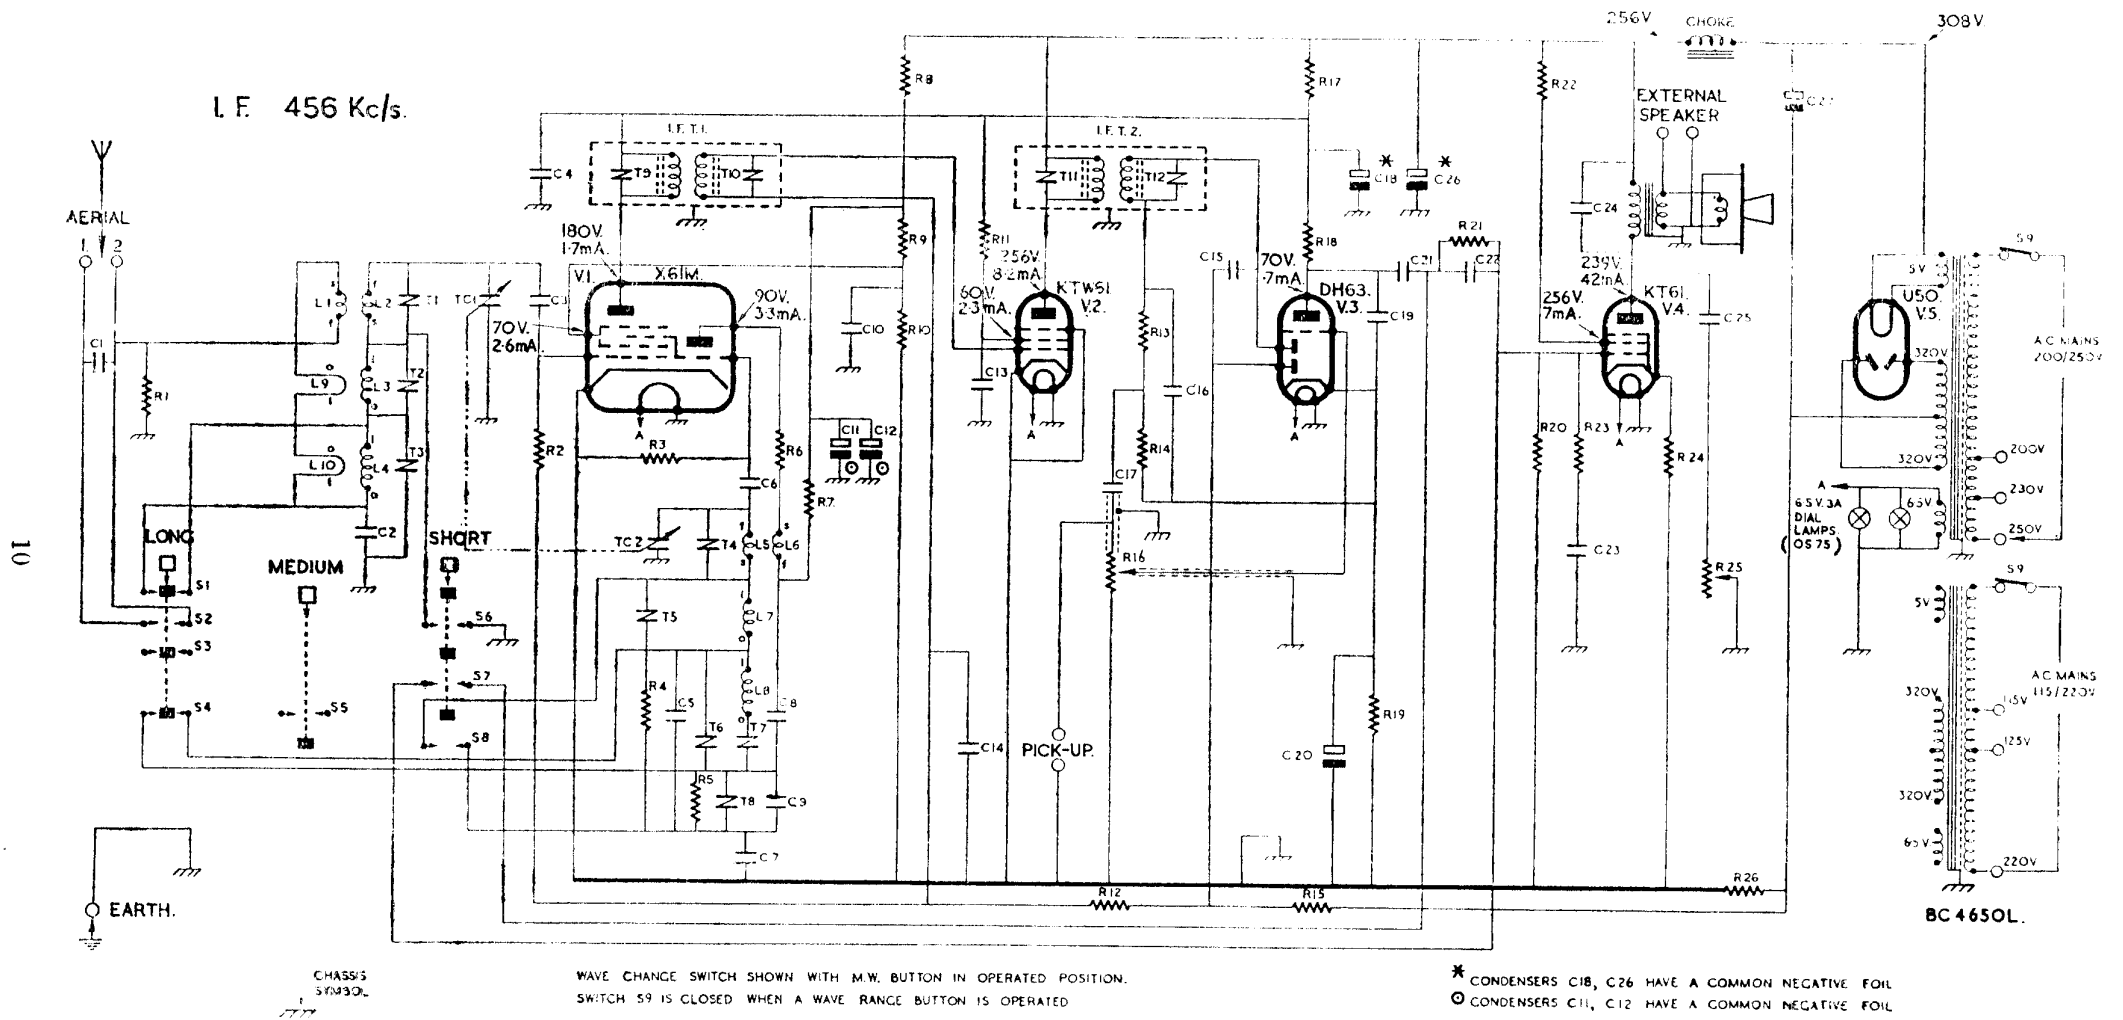 256V
CHOKE
308V.
I.F. 456 Kc/s.
R8
R17
R22
C27
EXTERNAL
SPEAKER
I.F.T.1.
I.F.T.2.
C4
T9
T10
T11
T12
C18
C26
C24
AERIAL
1. 2
180V.
1·7mA.
V.1.
X61M.
R9
R11
256V.
8·2mA.
KTW61.
V.2.
C15
R18
R21
C21
C22
70V.
·7mA.
DH63.
V.3.
239V.
42mA.
KT61.
V.4.
5V
S9
U50.
V.5.
L1
L2
T1
TC1
C3
70V.
2·6mA.
90V.
3·3mA.
C10
R10
60V.
2·3mA.
R13
C19
256V.
7mA.
C25
A.C. MAINS
200/250V
320V
C1
R1
L9
L3
T2
C13
C16
A
R3
R2
L10
L4
T3
C6
R6
C11
C12
R7
A
R14
C17
A
R20
R23
A
R24
320V
200V
230V
250V
A
6·5V. 3A
DIAL
LAMPS.
(OS 75)
6·5V
C2
LONG
MEDIUM
SHORT
TC2
T4
L5
L6
R16
C23
R25
S1
S2
S3
S4
S5
S6
S7
S8
T5
L7
L8
R4
C5
T6
T7
C8
R5
T8
C9
C7
C14
PICK-UP.
C20
R19
S9
5V
320V
A.C. MAINS
115/220V
115V
125V
320V
6·5V
220V
R12
R15
R26
BC4650L.
EARTH.
10
CHASSIS
SYMBOL
WAVE CHANGE SWITCH SHOWN WITH M.W. BUTTON IN OPERATED POSITION.
SWITCH S9 IS CLOSED WHEN A WAVE RANGE BUTTON IS OPERATED
* CONDENSERS C18, C26 HAVE A COMMON NEGATIVE FOIL
⊙ CONDENSERS C11, C12 HAVE A COMMON NEGATIVE FOIL